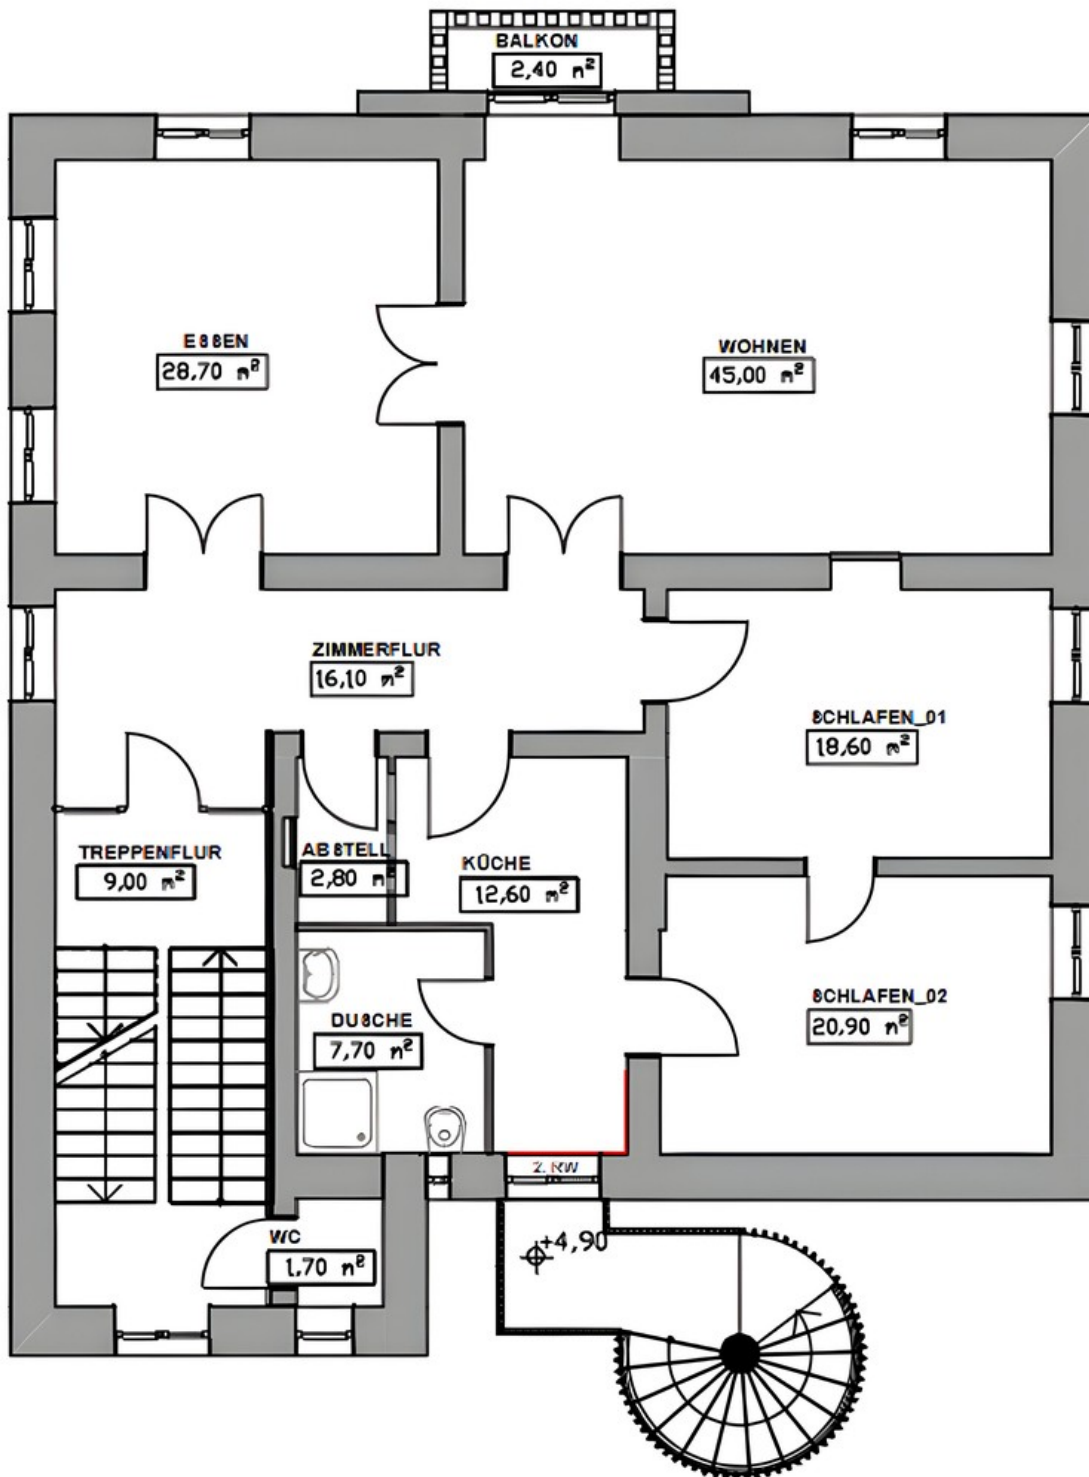 BALKON
2,40 m²
ESSEN
28,70 m²
WOHNEN
45,00 m²
ZIMMERFLUR
16,10 m²
SCHLAFEN_01
18,60 m²
TREPPENFLUR
9,00 m²
ABSTELL
2,80 m
KÜCHE
12,60 m²
SCHLAFEN_02
20,90 m²
DUSCHE
7,70 m²
2. RW
WC
1,70 m²
+4,90